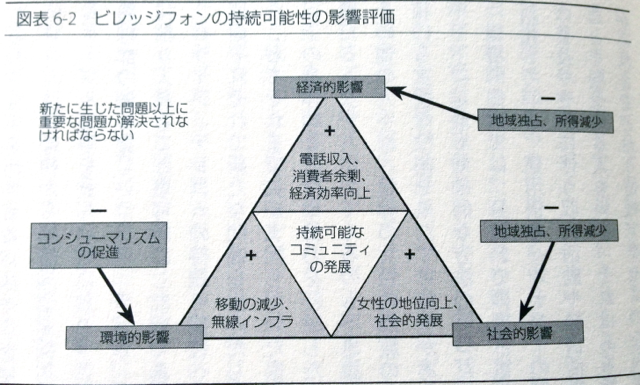 図表 6-2 ビレッジフォンの持続可能性の影響評価
経済的影響
新たに生じた問題以上に
重要な問題が解決されな
ければならない
−
地域独占、所得減少
+
電話収入、
消費者余剰、
経済効率向上
−
コンシューマリズム
の促進
−
地域独占、所得減少
持続可能な
コミュニティ
の発展
+
移動の減少、
無線インフラ
+
女性の地位向上、
社会的発展
環境的影響
社会的影響